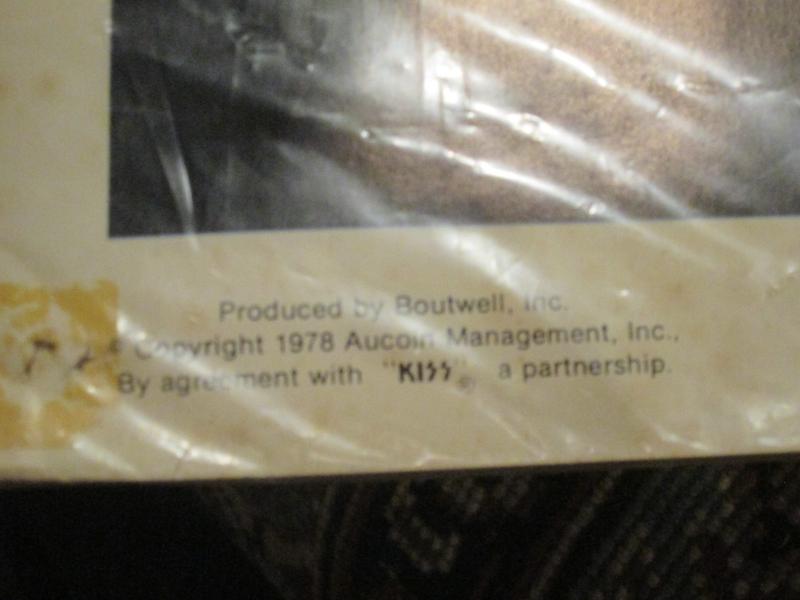 Produced by Boutwell, Inc.
© Copyright 1978 Aucoin Management, Inc.,
By agreement with "KISS"® a partnership.